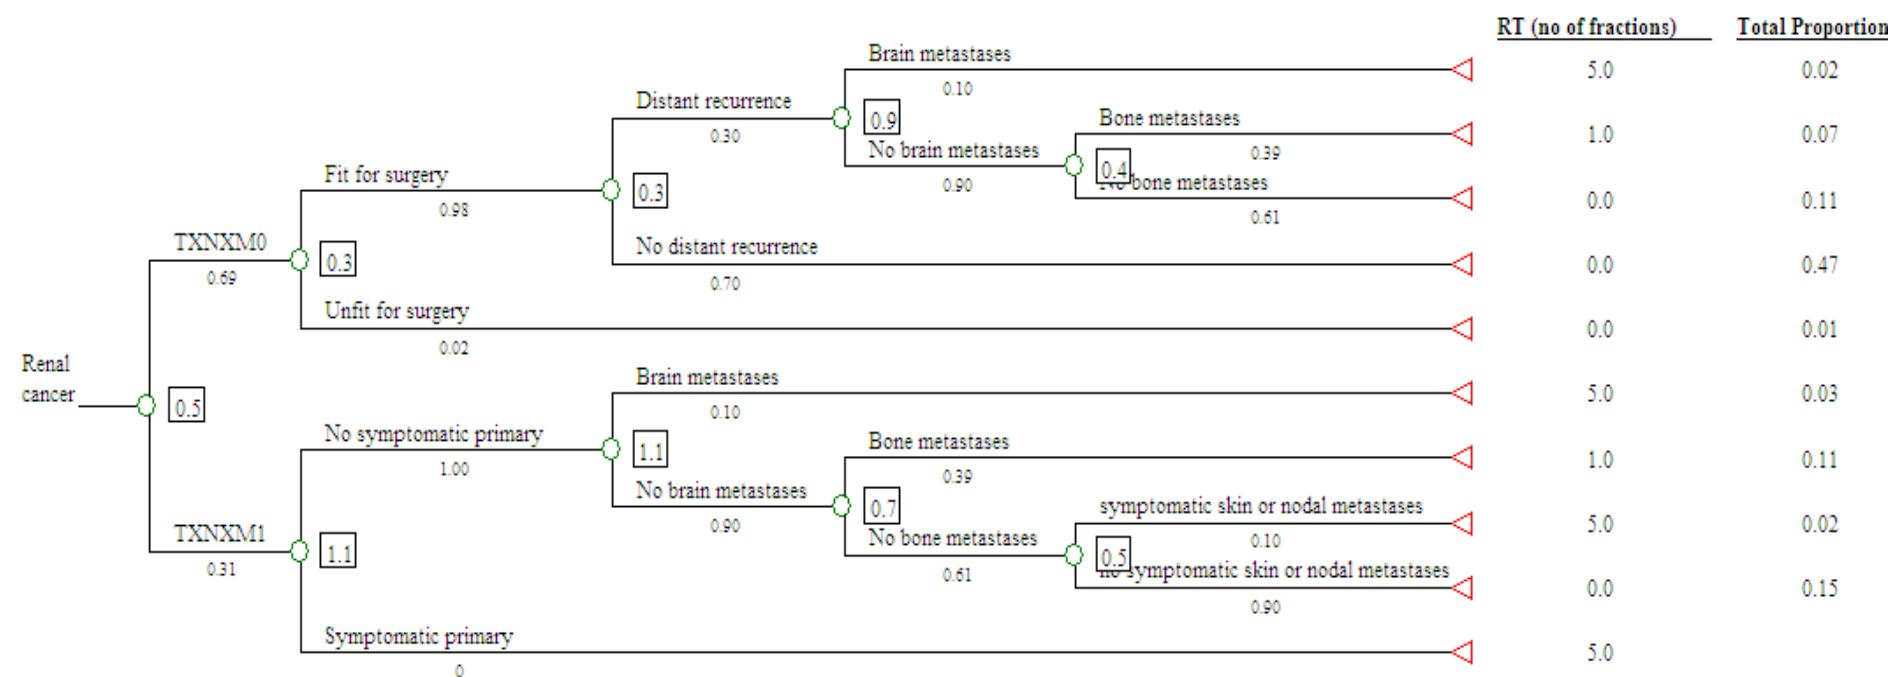 RT (no of fractions) Total Proportion
Brain metastases 5.0 0.02
0.10
Distant recurrence
0.30
0.9
Bone metastases 1.0 0.07
0.39
No brain metastases
0.90
0.4
bone metastases 0.0 0.11
0.61
Fit for surgery
0.98
0.3
No distant recurrence 0.0 0.47
0.70
TXNXM0
0.69
0.3
Unfit for surgery 0.0 0.01
0.02
Renal
cancer
0.5
Brain metastases 5.0 0.03
0.10
No symptomatic primary
1.00
1.1
Bone metastases 1.0 0.11
0.39
No brain metastases
0.90
0.7
symptomatic skin or nodal metastases 5.0 0.02
0.10
No bone metastases
0.61
0.5
symptomatic skin or nodal metastases 0.0 0.15
0.90
TXNXM1
0.31
1.1
Symptomatic primary 5.0
0